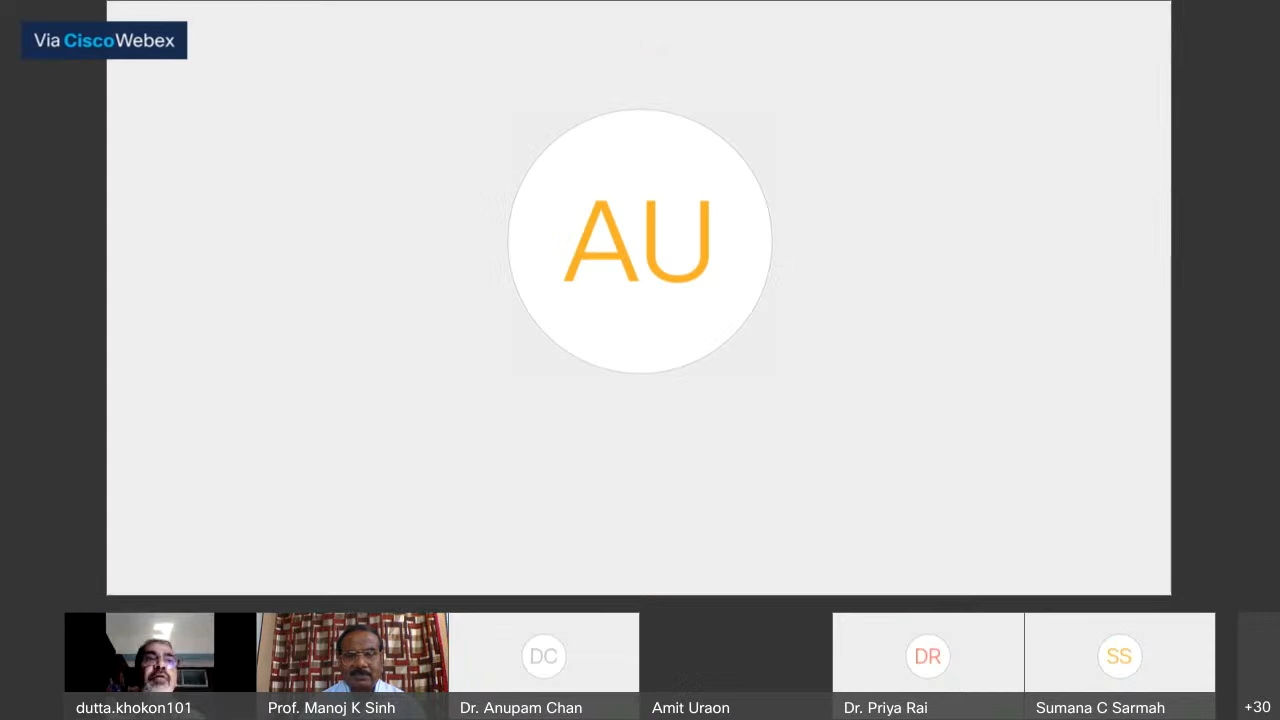 Via CiscoWebex
AU
DC
DR
SS
dutta.khokon101
Prof. Manoj K Sinh
Dr. Anupam Chan
Amit Uraon
Dr. Priya Rai
Sumana C Sarmah
+30